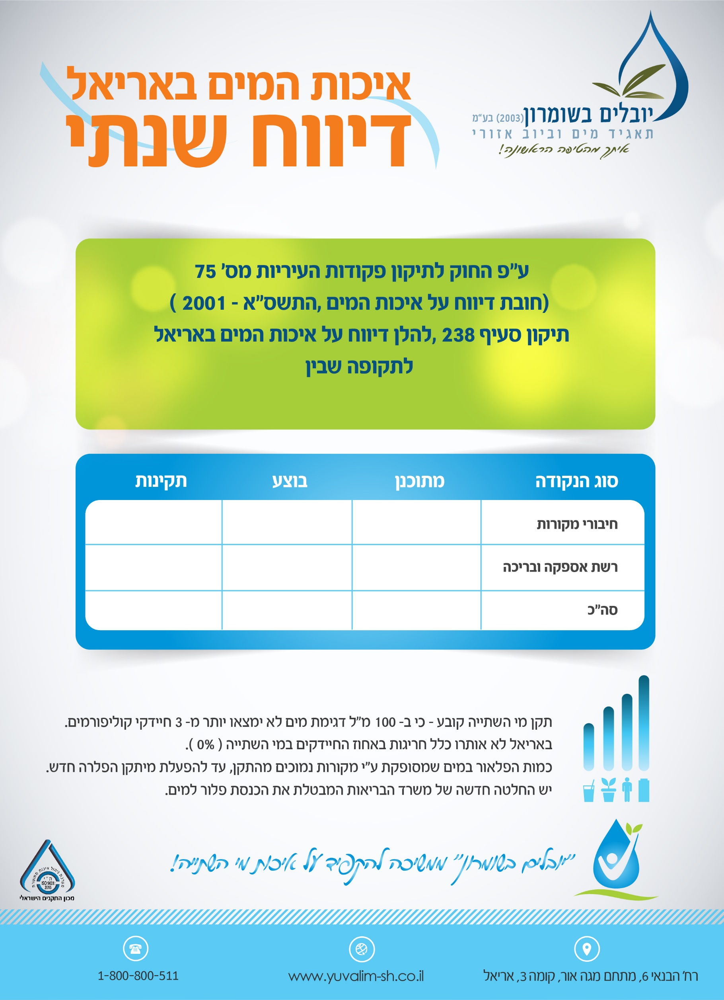 יובלים בשומרון (2003) בע"מ
תאגיד מים וביוב אזורי
איתך מהטיפה הראשונה!
איכות המים באריאל
דיווח שנתי
ע"פ החוק לתיקון פקודות העיריות מס' 75
(חובת דיווח על איכות המים ,התשס"א - 2001 )
תיקון סעיף 238 ,להלן דיווח על איכות המים באריאל
לתקופה שבין
סוג הנקודה מתוכנן בוצע תקינות
חיבורי מקורות
רשת אספקה ובריכה
סה"כ
תקן מי השתייה קובע - כי ב- 100 מ"ל דגימת מים לא ימצאו יותר מ- 3 חיידקי קוליפורמים.
באריאל לא אותרו כלל חריגות באחוז החיידקים במי השתייה ( 0% ).
כמות הפלאור במים שמסופקת ע"י מקורות נמוכים מהתקן, עד להפעלת מיתקן הפלרה חדש.
יש החלטה חדשה של משרד הבריאות המבטלת את הכנסת פלור למים.
"יובלים בשומרון" ממשיכה להקפיד על איכות מי השתייה!
מערכת ניהול איכות מאושרת
ת"י
ISO 9001:
2015
מכון התקנים הישראלי
רח' הבנאי 6, מתחם מגה אור, קומה 3, אריאל
www.yuvalim-sh.co.il
1-800-800-511